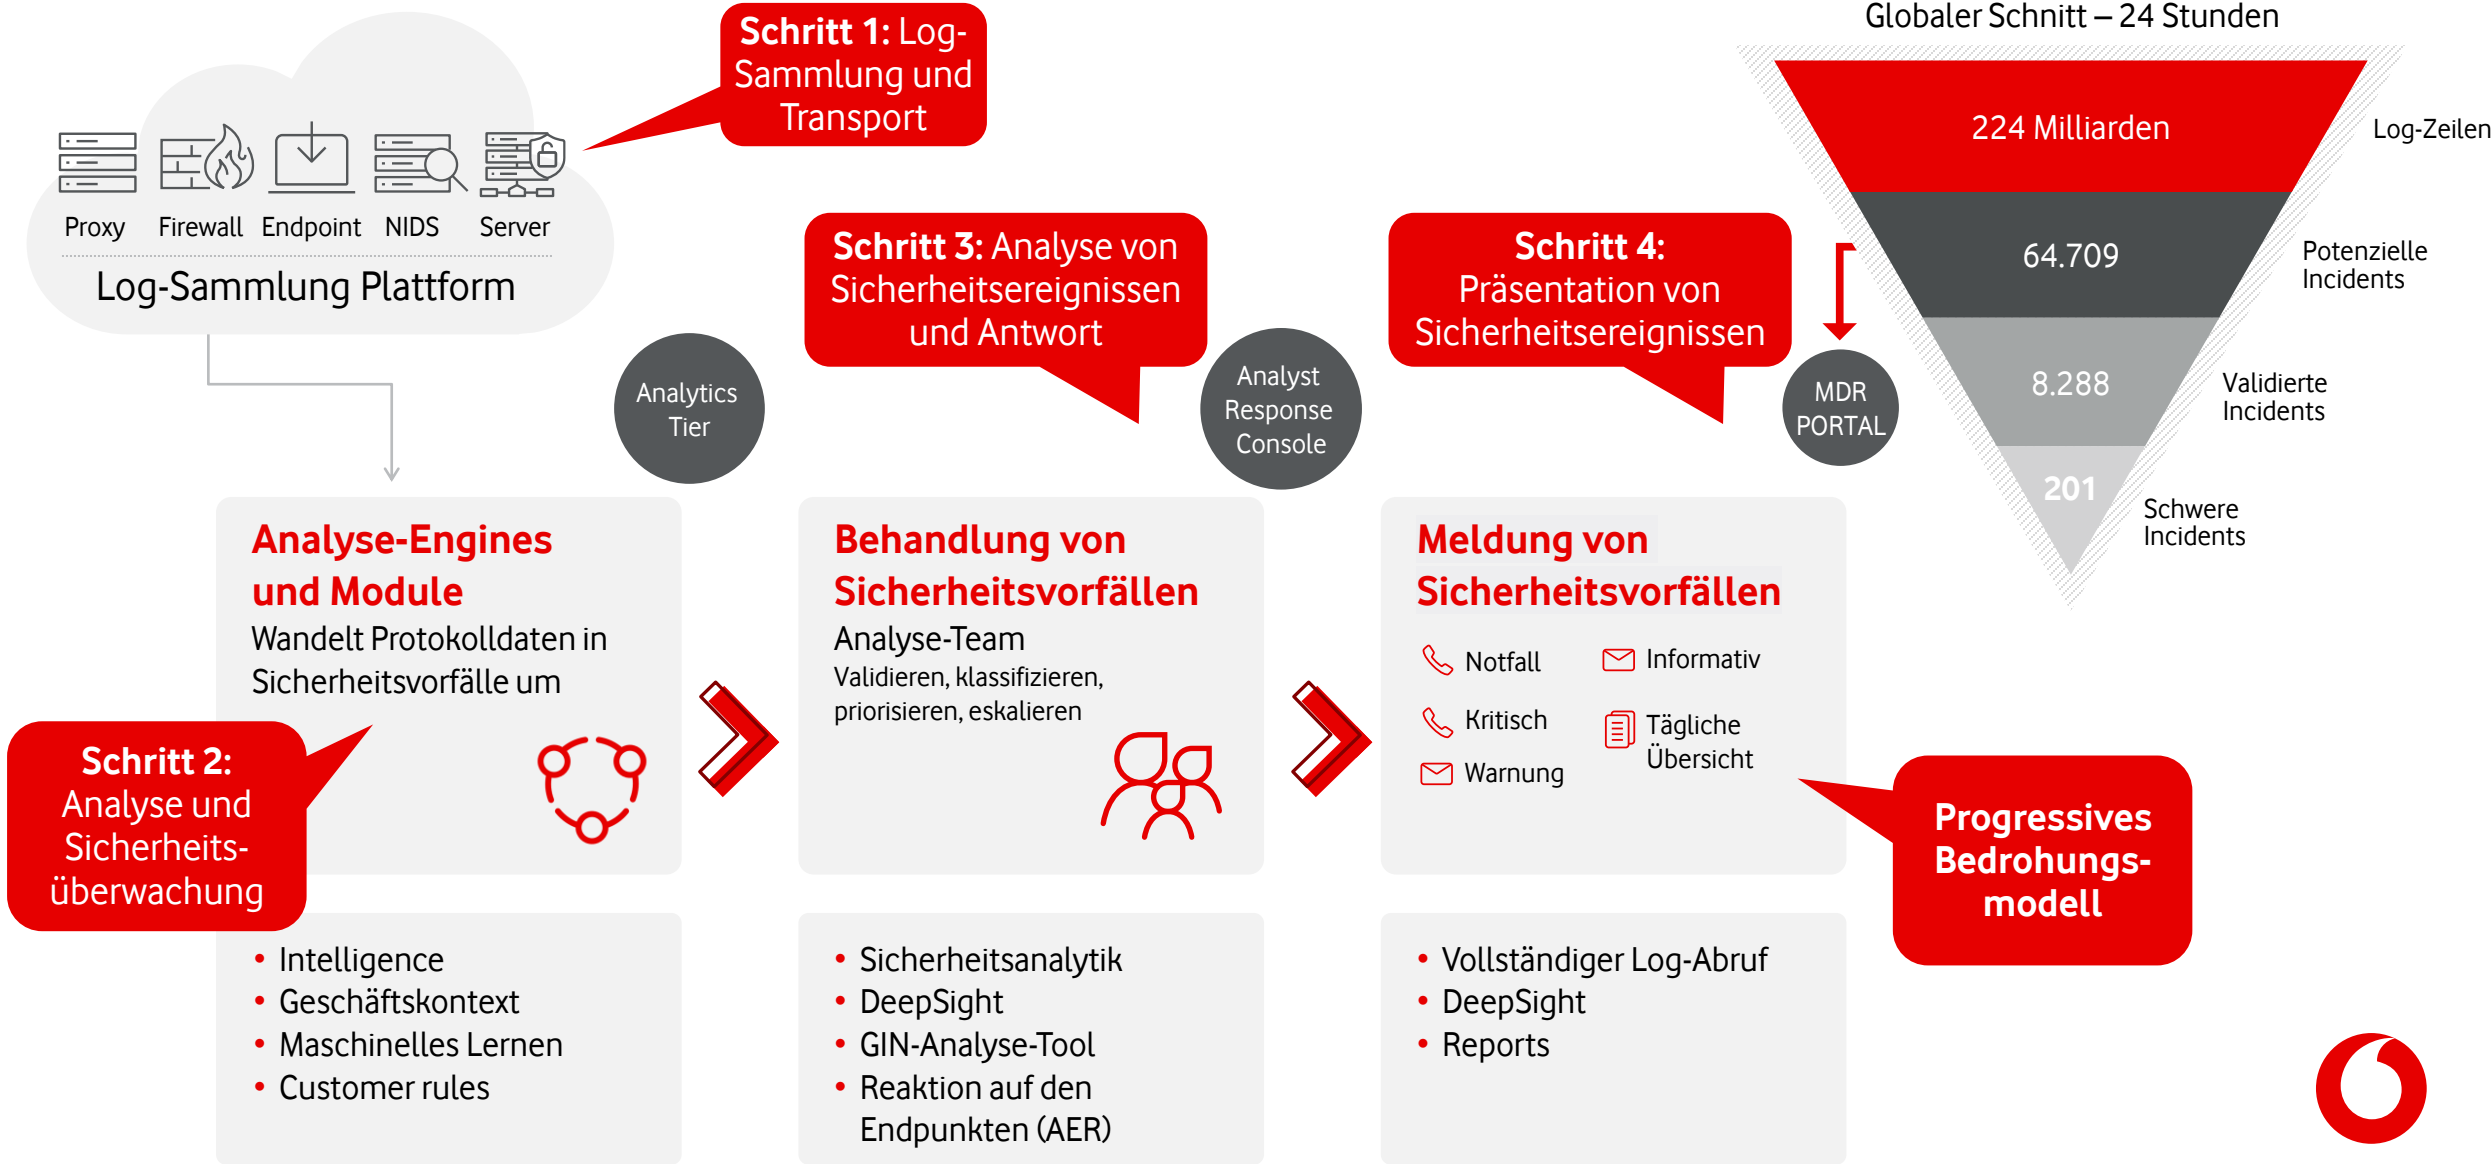 Schritt 1: Log-
Sammlung und
Transport
Proxy
Firewall
Endpoint
NIDS
Server
Log-Sammlung Plattform
Globaler Schnitt – 24 Stunden
224 Milliarden
Log-Zeilen
64.709
Potenzielle
Incidents
8.288
Validierte
Incidents
201
Schwere
Incidents
Schritt 3: Analyse von
Sicherheitsereignissen
und Antwort
Schritt 4:
Präsentation von
Sicherheitsereignissen
Analytics
Tier
Analyst
Response
Console
MDR
PORTAL
Analyse-Engines
und Module
Wandelt Protokolldaten in
Sicherheitsvorfälle um
Schritt 2:
Analyse und
Sicherheits-
überwachung
Behandlung von
Sicherheitsvorfällen
Analyse-Team
Validieren, klassifizieren,
priorisieren, eskalieren
Meldung von
Sicherheitsvorfällen
Notfall
Kritisch
Warnung
Informativ
Tägliche
Übersicht
Progressives
Bedrohungs-
modell
• Intelligence
• Geschäftskontext
• Maschinelles Lernen
• Customer rules
• Sicherheitsanalytik
• DeepSight
• GIN-Analyse-Tool
• Reaktion auf den
Endpunkten (AER)
• Vollständiger Log-Abruf
• DeepSight
• Reports